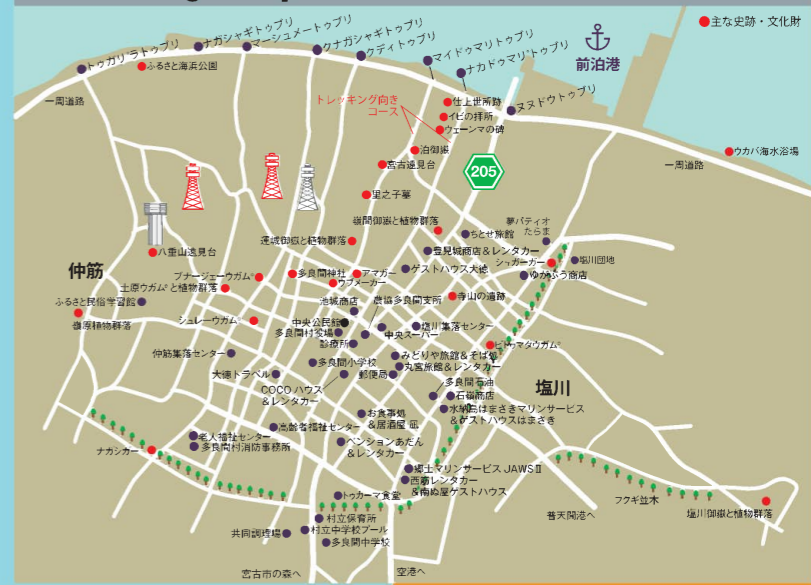 トゥガリ゚ラトゥブリ
ナガシャギトゥブリ
マーシュメートゥブリ
クナガシャギトゥブリ
クディトゥブリ
マイドゥマリトゥブリ
ナカドゥマリ゚トゥブリ
ヌヌドゥトゥブリ
前泊港
●主な史跡・文化財
ふるさと海浜公園
一周道路
トレッキング向き
コース
仕上世所跡
イビの拝所
ウェーンマの碑
泊御嶽
宮古遠見台
里之子墓
205
ウカバ海水浴場
一周道路
嶺間御嶽と植物群落
運城御嶽と植物群落
ちとせ旅館
夢パティオ
たらま
豊見城商店&レンタカー
シュガーガー
塩川団地
ゆがふう商店
八重山遠見台
仲筋
ゲストハウス大徳
アマガー
多良間神社
ウプメーカー
ブナージェーウガム゚
土原ウガム゚と植物群落
ふるさと民俗学習館
嶺原植物群落
シュレーウガム゚
池城商店
農協多良間支所
寺山の遺跡
中央公民館
多良間村役場
診療所
中央スーパー
塩川集落センター
ピトゥマタウガム゚
仲筋集落センター
大徳トラベル
多良間小学校
みどりや旅館&そば処
丸宮旅館&レンタカー
郵便局
COCO ハウス
&レンタカー
多良間石油
石嶺商店
塩川
水納島はまさきマリンサービス
&ゲストハウスはまさき
お食事処
&居酒屋 凪
高齢者福祉センター
ペンションあだん
&レンタカー
老人福祉センター
多良間村消防事務所
ナガシガー
郷土マリンサービス JAWSⅡ
西筋レンタカー
&南ぬ屋ゲストハウス
トゥカーマ食堂
村立保育所
村立中学校プール
多良間中学校
共同調理場
フクギ並木
普天間港へ
塩川御嶽と植物群落
宮古市の森へ
空港へ